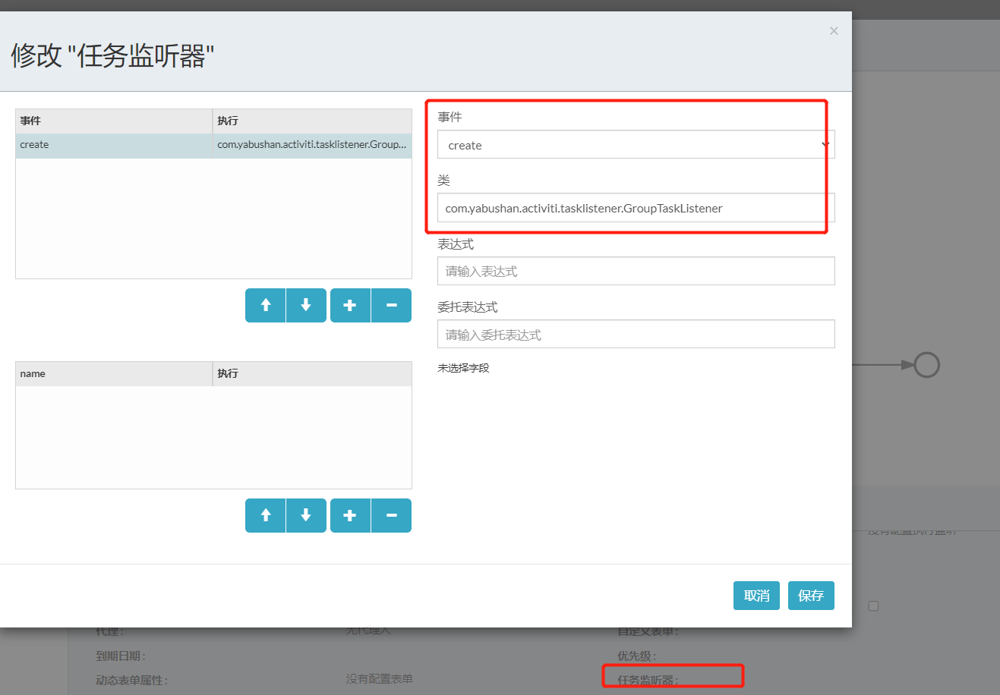 ×
修改 "任务监听器"
事件 执行
create com.yabushan.activiti.tasklistener.Group...
name 执行
事件
create
类
com.yabushan.activiti.tasklistener.GroupTaskListener
表达式
请输入表达式
委托表达式
请输入委托表达式
未选择字段
取消 保存
没有配置执行监听
代理 : 无代理人 自定义表单 :
到期日期 : 优先级 :
动态表单属性 : 没有配置表单 任务监听器 :